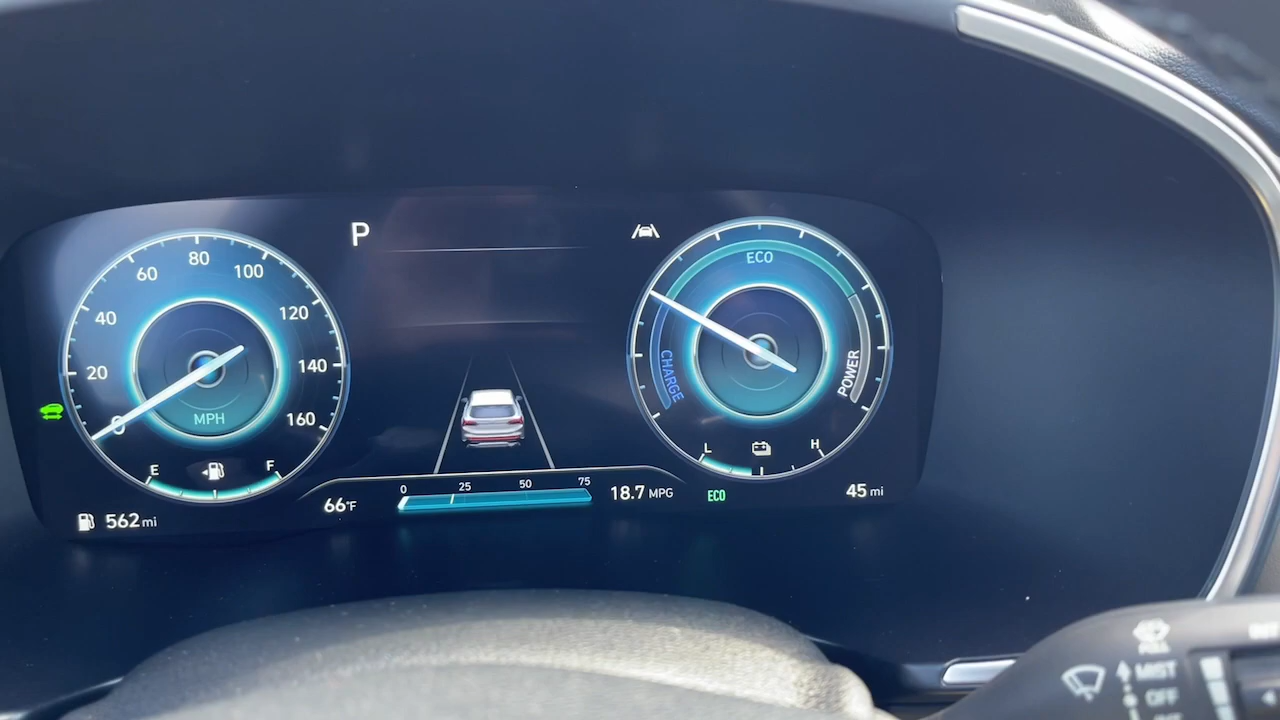 P
20
40
60
80
100
120
140
160
0
MPH
E
F
562 mi
66°F
0
25
50
75
18.7 MPG
ECO
CHARGE
POWER
L
H
ECO
45 mi
MIST
OFF